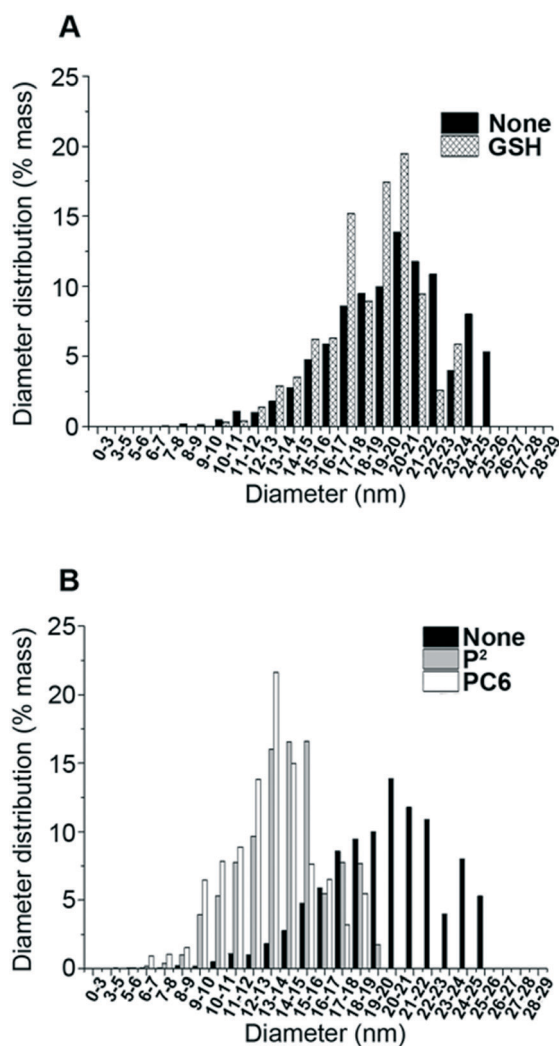 A
Diameter distribution (% mass)
25
20
15
10
5
0
None
GSH
0-3 3-5 5-6 6-7 7-8 8-9 9-10 10-11 11-12 12-13 13-14 14-15 15-16 16-17 17-18 18-19 19-20 20-21 21-22 22-23 23-24 24-25 25-26 26-27 27-28 28-29
Diameter (nm)
B
Diameter distribution (% mass)
25
20
15
10
5
0
None
P²
PC6
0-3 3-5 5-6 6-7 7-8 8-9 9-10 10-11 11-12 12-13 13-14 14-15 15-16 16-17 17-18 18-19 19-20 20-21 21-22 22-23 23-24 24-25 25-26 26-27 27-28 28-29
Diameter (nm)